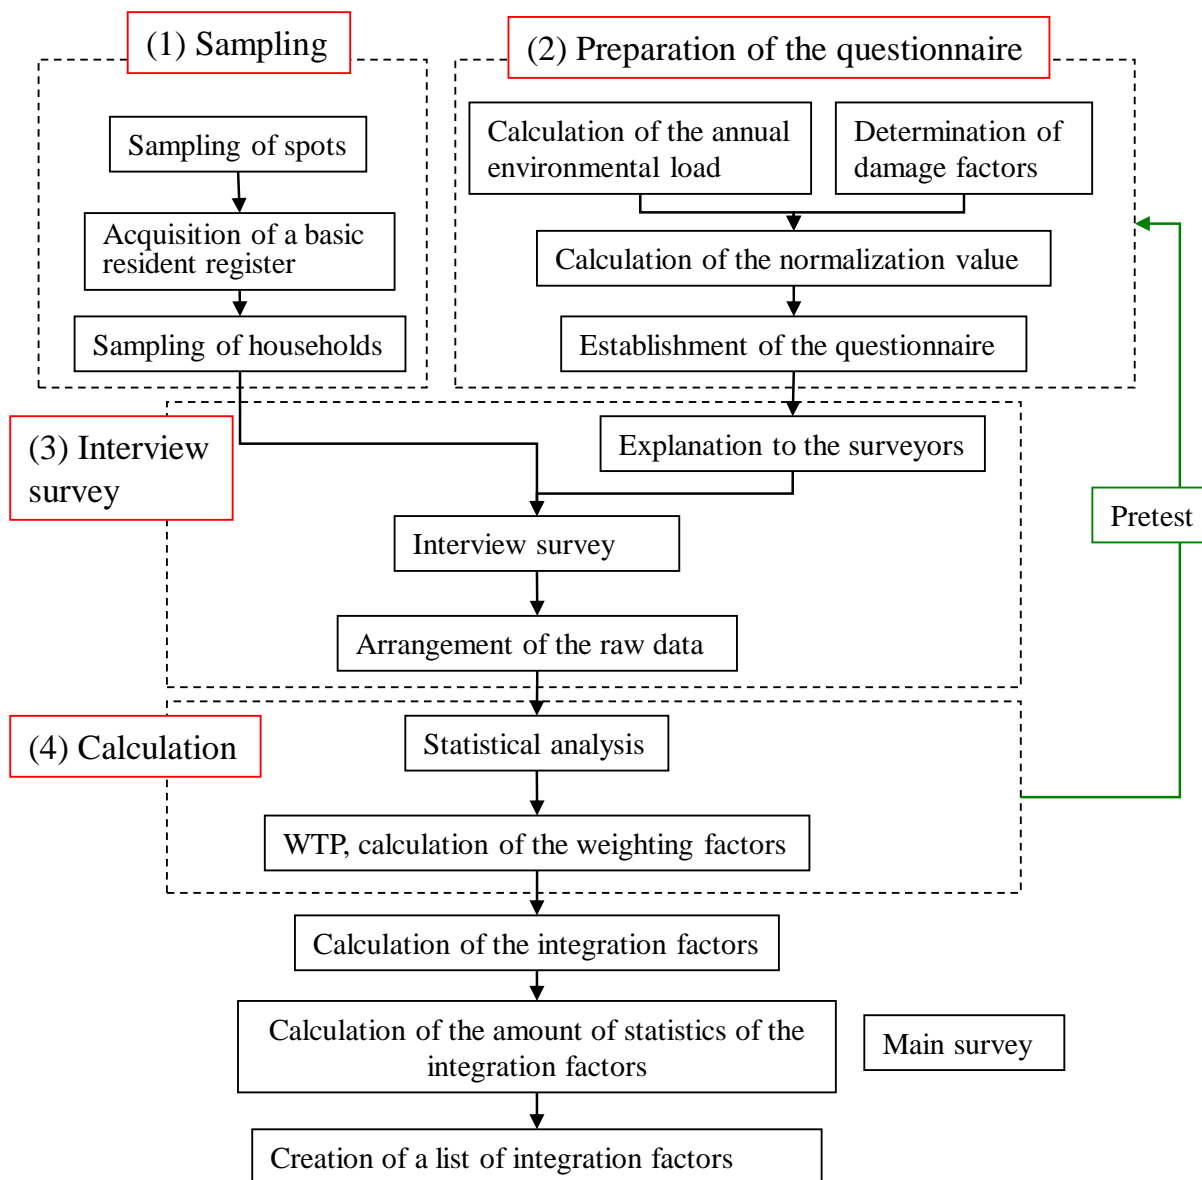 (1) Sampling
Sampling of spots
Acquisition of a basic
resident register
Sampling of households
(2) Preparation of the questionnaire
Calculation of the annual
environmental load
Determination of
damage factors
Calculation of the normalization value
Establishment of the questionnaire
(3) Interview
survey
Explanation to the surveyors
Interview survey
Arrangement of the raw data
Pretest
(4) Calculation
Statistical analysis
WTP, calculation of the weighting factors
Calculation of the integration factors
Calculation of the amount of statistics of the
integration factors
Main survey
Creation of a list of integration factors